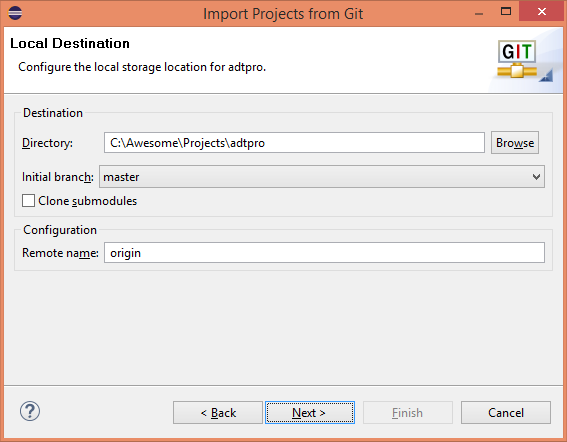 Import Projects from Git
Local Destination
Configure the local storage location for adtpro.
GIT
Destination
Directory: C:\Awesome\Projects\adtpro Browse
Initial branch: master
Clone submodules
Configuration
Remote name: origin
? < Back Next > Finish Cancel